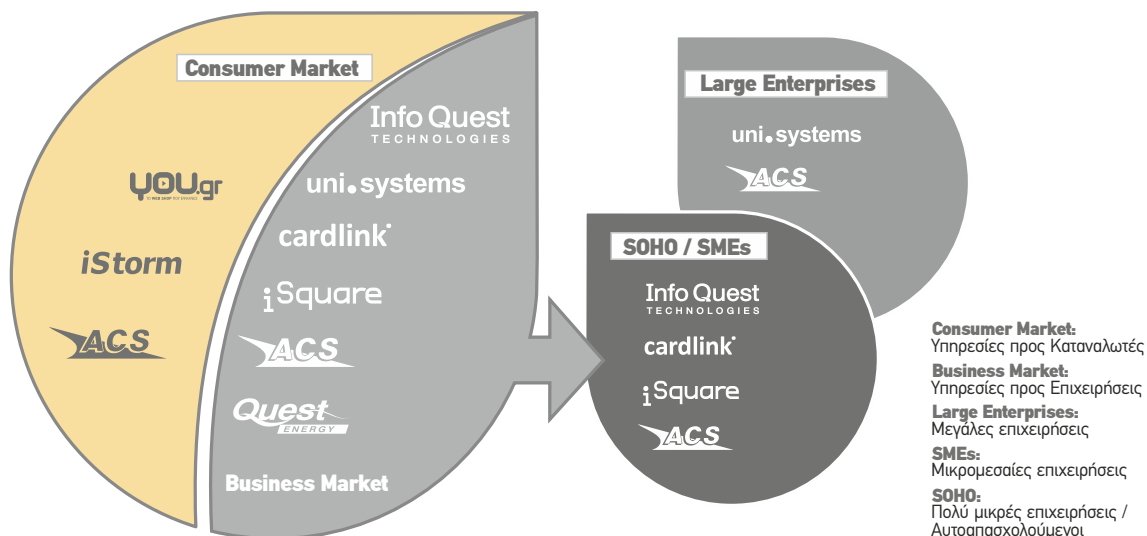 Consumer Market
YOU.gr
iStorm
ACS
Info Quest
TECHNOLOGIES
uni.systems
cardlink
iSquare
ACS
Quest
ENERGY
Business Market
Large Enterprises
uni.systems
ACS
SOHO / SMEs
Info Quest
TECHNOLOGIES
cardlink
iSquare
ACS
Consumer Market:
Υπηρεσίες προς Καταναλωτές
Business Market:
Υπηρεσίες προς Επιχειρήσεις
Large Enterprises:
Μεγάλες επιχειρήσεις
SMEs:
Μικρομεσαίες επιχειρήσεις
SOHO:
Πολύ μικρές επιχειρήσεις /
Αυτοαπασχολούμενοι